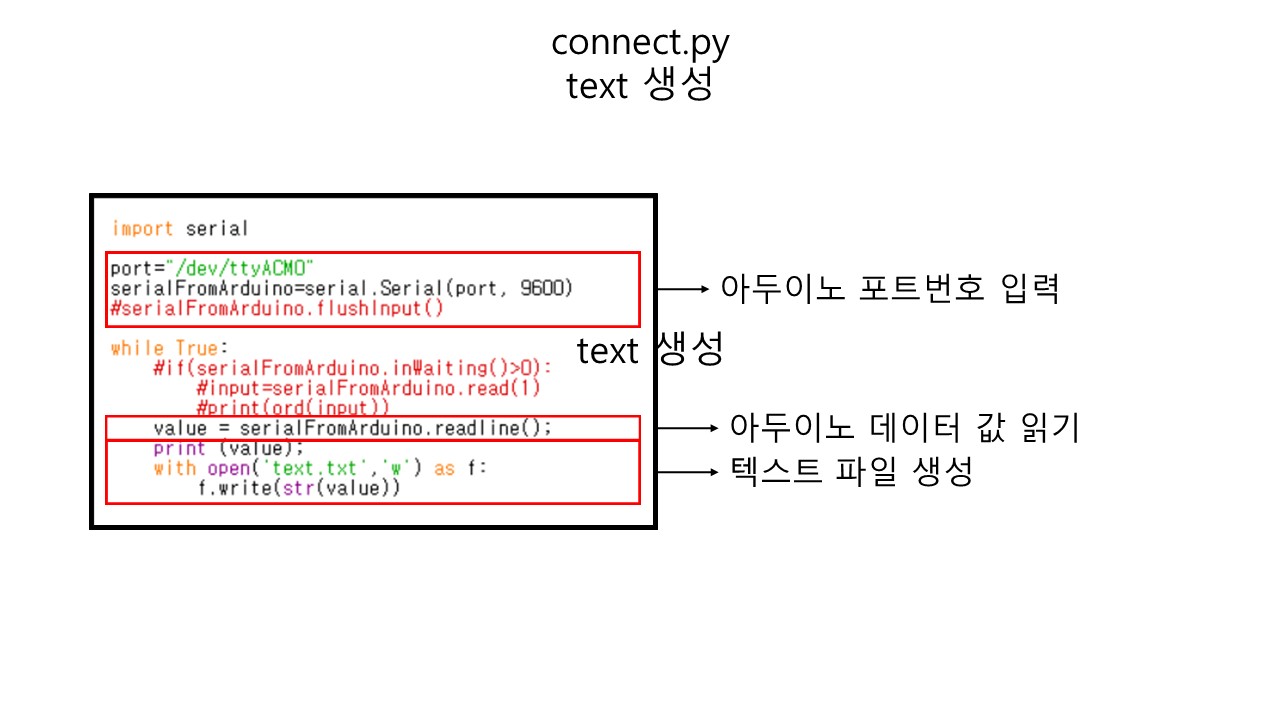 connect.py
text 생성
import serial
port="/dev/ttyACM0"
serialFromArduino=serial.Serial(port, 9600)
#serialFromArduino.flushInput()
아두이노 포트번호 입력
while True:
text 생성
    #if(serialFromArduino.inWaiting()>0):
        #input=serialFromArduino.read(1)
        #print(ord(input))
    value = serialFromArduino.readline();
아두이노 데이터 값 읽기
    print (value);
    with open('text.txt','w') as f:
        f.write(str(value))
텍스트 파일 생성